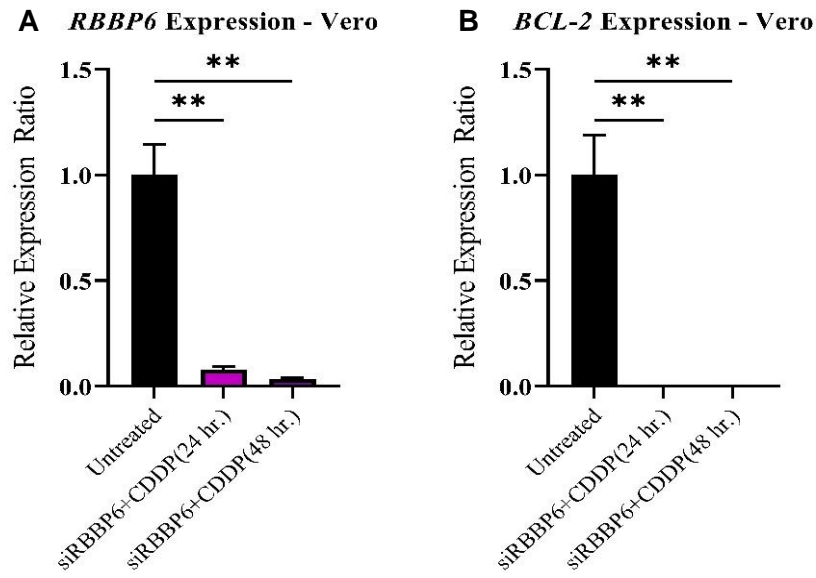 A RBBP6 Expression - Vero
**
**
Relative Expression Ratio
1.5
1.0
0.5
0.0
Untreated
siRBBP6+CDDP(24 hr.)
siRBBP6+CDDP(48 hr.)
B BCL-2 Expression - Vero
**
**
Relative Expression Ratio
1.5
1.0
0.5
0.0
Untreated
siRBBP6+CDDP(24 hr.)
siRBBP6+CDDP(48 hr.)